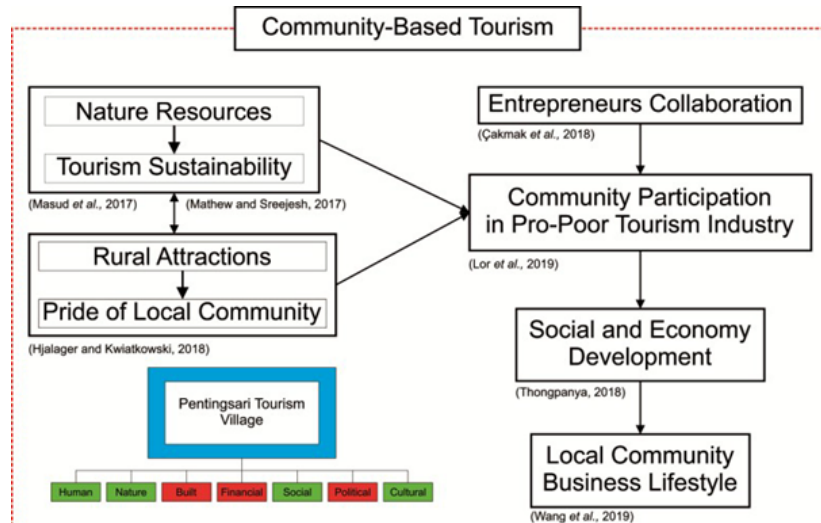 Community-Based Tourism
Nature Resources
Tourism Sustainability
(Masud et al., 2017)
(Mathew and Sreejesh, 2017)
Rural Attractions
Pride of Local Community
(Hjalager and Kwiatkowski, 2018)
Pentingsari Tourism
Village
Human
Nature
Built
Financial
Social
Political
Cultural
Entrepreneurs Collaboration
(Çakmak et al., 2018)
Community Participation
in Pro-Poor Tourism Industry
(Lor et al., 2019)
Social and Economy
Development
(Thongpanya, 2018)
Local Community
Business Lifestyle
(Wang et al., 2019)